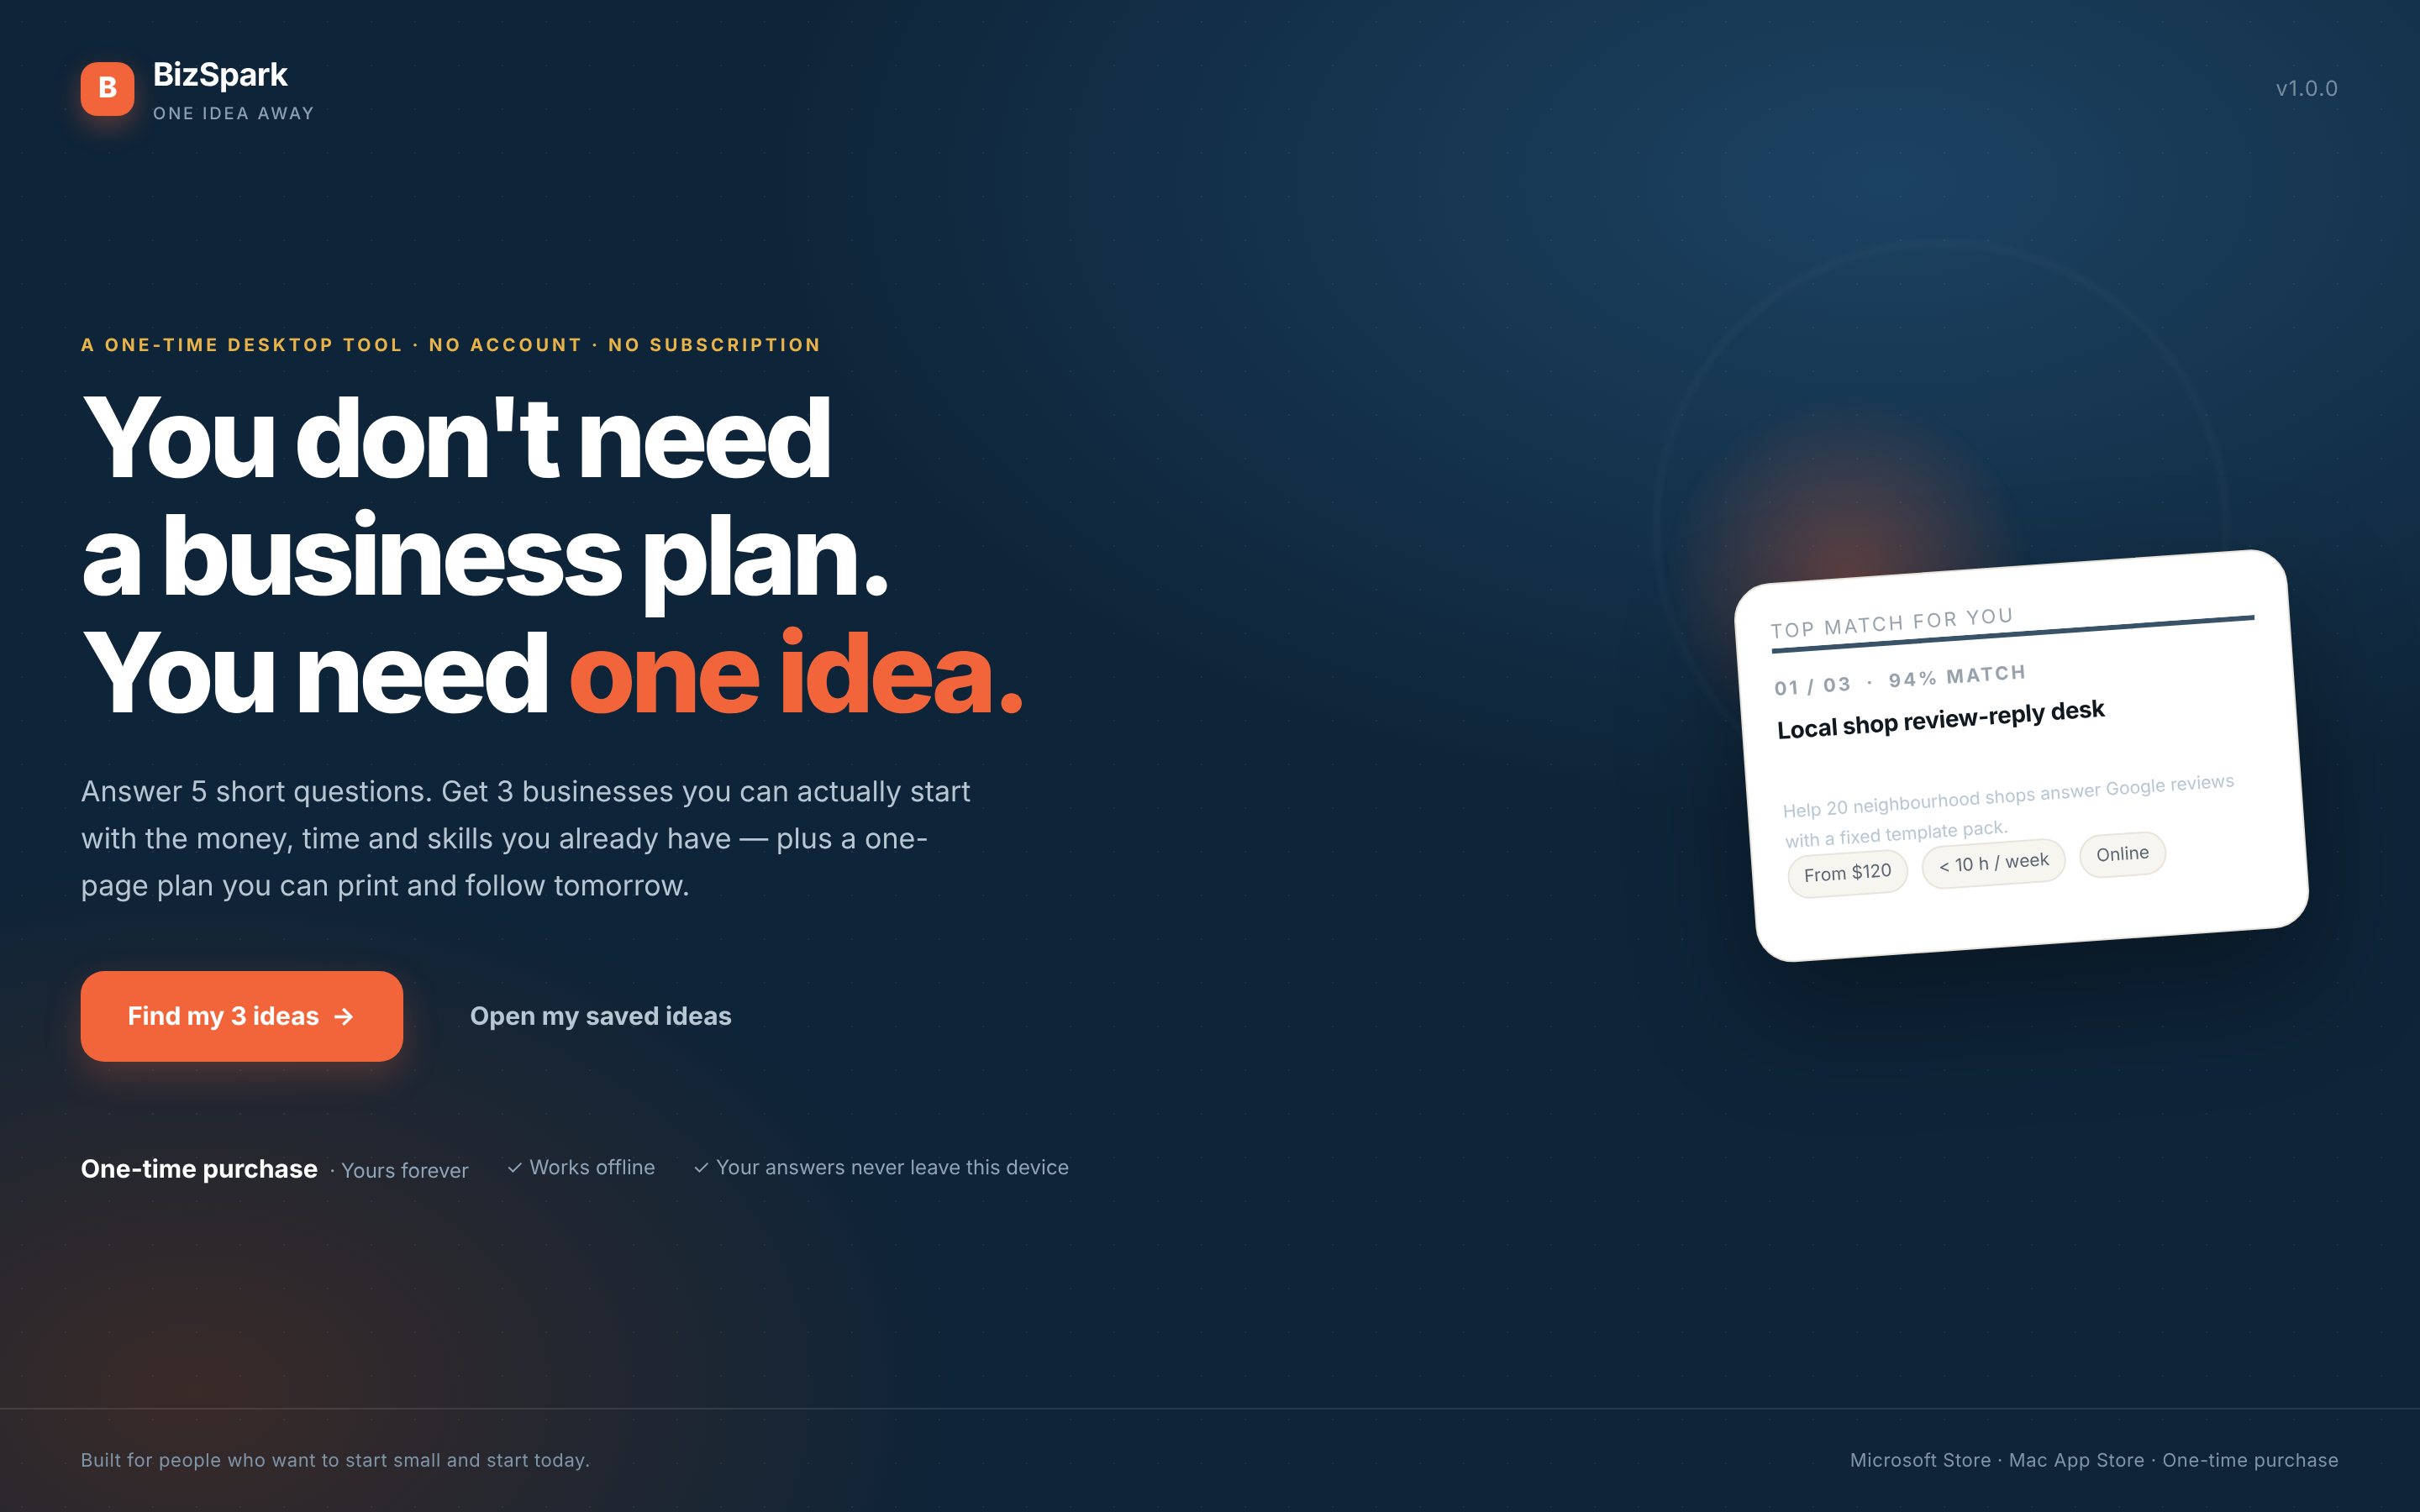 B
BizSpark
ONE IDEA AWAY
v1.0.0
A ONE-TIME DESKTOP TOOL · NO ACCOUNT · NO SUBSCRIPTION
You don't need
a business plan.
You need one idea.
Answer 5 short questions. Get 3 businesses you can actually start
with the money, time and skills you already have — plus a one-
page plan you can print and follow tomorrow.
Find my 3 ideas →
Open my saved ideas
One-time purchase · Yours forever ✓ Works offline ✓ Your answers never leave this device
TOP MATCH FOR YOU
01 / 03 · 94% MATCH
Local shop review-reply desk
Help 20 neighbourhood shops answer Google reviews
with a fixed template pack.
From $120 < 10 h / week Online
Built for people who want to start small and start today.
Microsoft Store · Mac App Store · One-time purchase